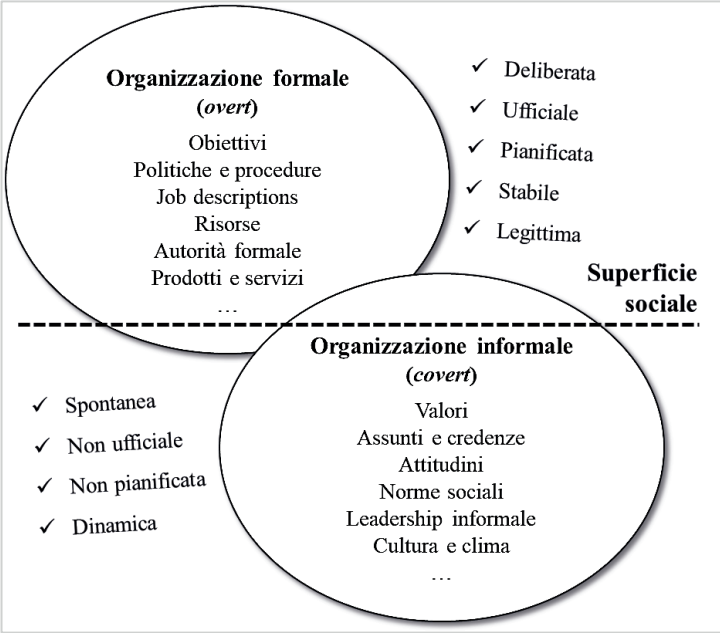 Organizzazione formale
(overt)
Obiettivi
Politiche e procedure
Job descriptions
Risorse
Autorità formale
Prodotti e servizi
…
✓ Deliberata
✓ Ufficiale
✓ Pianificata
✓ Stabile
✓ Legittima
Superficie
sociale
Organizzazione informale
(covert)
Valori
Assunti e credenze
Attitudini
Norme sociali
Leadership informale
Cultura e clima
…
✓ Spontanea
✓ Non ufficiale
✓ Non pianificata
✓ Dinamica